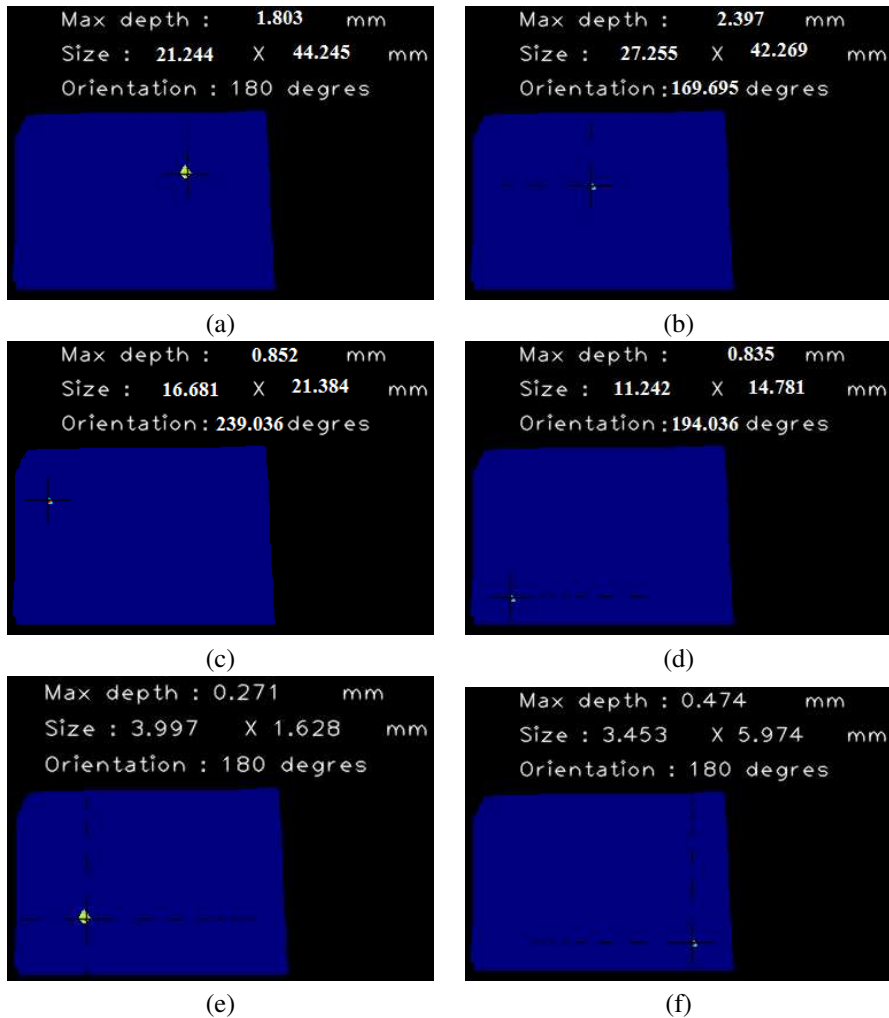 Max depth : 1.803 mm
Size : 21.244 X 44.245 mm
Orientation : 180 degres
(a)
Max depth : 2.397 mm
Size : 27.255 X 42.269 mm
Orientation : 169.695 degres
(b)
Max depth : 0.852 mm
Size : 16.681 X 21.384 mm
Orientation : 239.036 degres
(c)
Max depth : 0.835 mm
Size : 11.242 X 14.781 mm
Orientation : 194.036 degres
(d)
Max depth : 0.271 mm
Size : 3.997 X 1.628 mm
Orientation : 180 degres
(e)
Max depth : 0.474 mm
Size : 3.453 X 5.974 mm
Orientation : 180 degres
(f)